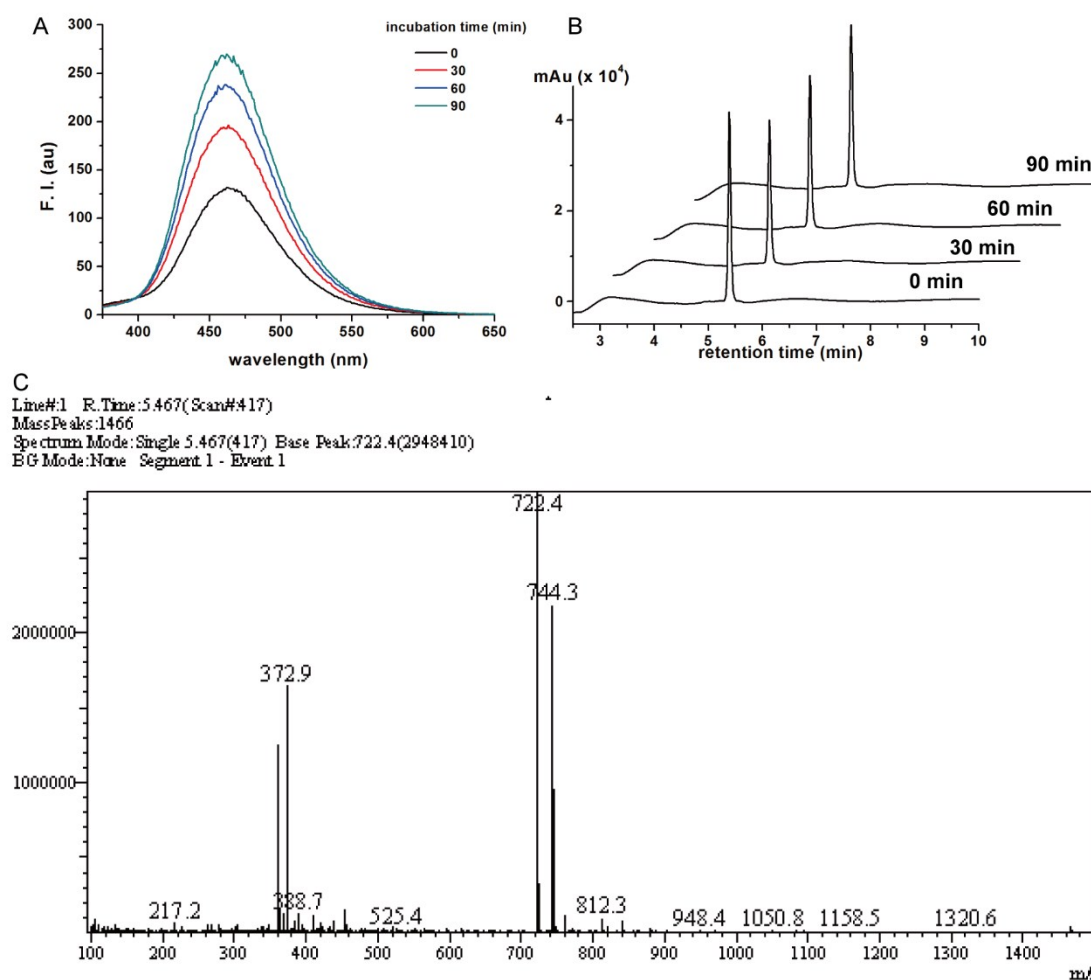 A
300
250
200
150
100
50
0
F. I. (au)
400 450 500 550 600 650
wavelength (nm)
incubation time (min)
0
30
60
90
B
mAu (x 10⁴)
4
2
0
90 min
60 min
30 min
0 min
3 4 5 6 7 8 9 10
retention time (min)
C
Line#:1 R.Time:5.467(Scan#:417)
MassPeaks:1466
Spectrum Mode:Single 5.467(417) Base Peak:722.4(2948410)
BG Mode:None Segment 1 - Event 1
722.4
744.3
2000000
372.9
1000000
217.2
388.7
525.4
812.3
948.4
1050.8
1158.5
1320.6
100 200 300 400 500 600 700 800 900 1000 1100 1200 1300 1400